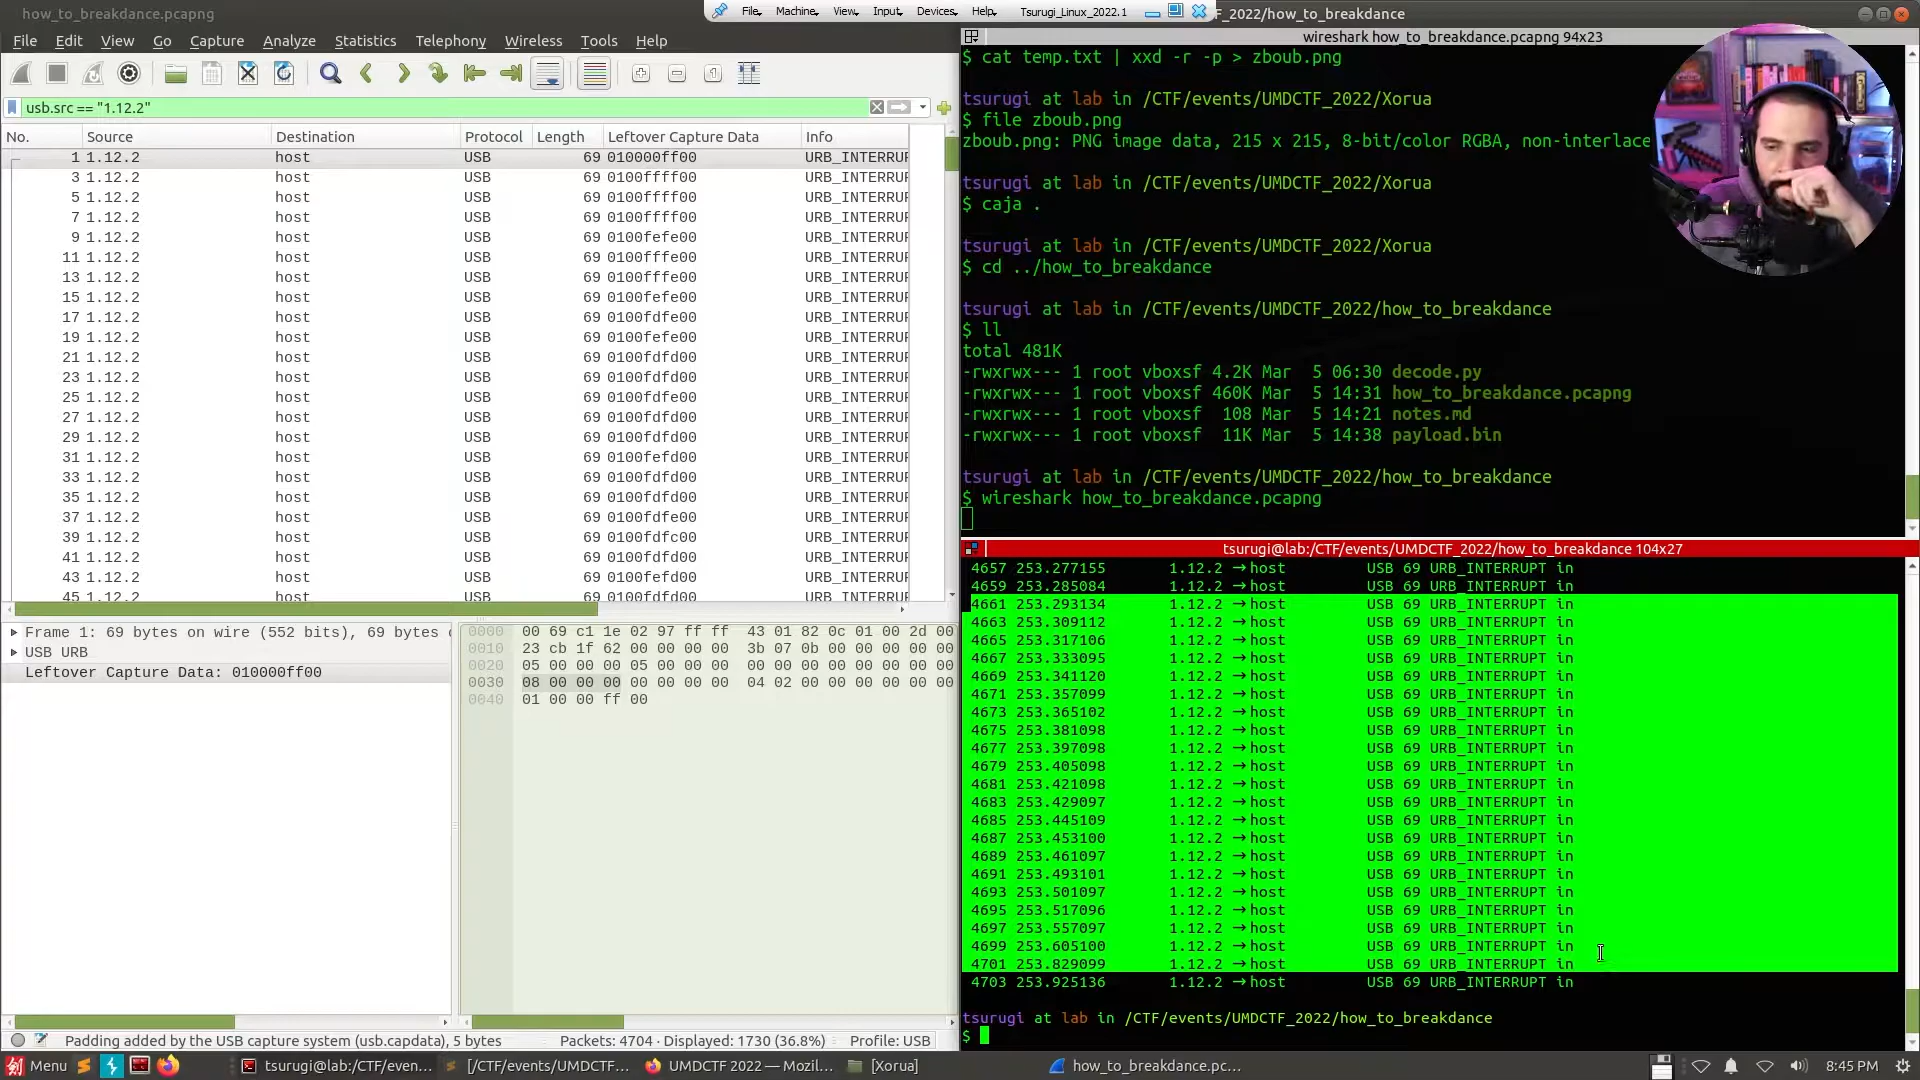 how_to_breakdance.pcapng
File Machine View Input Devices Help Tsurugi_Linux_2022.1
F_2022/how_to_breakdance
File Edit View Go Capture Analyze Statistics Telephony Wireless Tools Help
usb.src == "1.12.2"
No. Source Destination Protocol Length Leftover Capture Data Info
1 1.12.2 host USB 69 010000ff00 URB_INTERRUP
3 1.12.2 host USB 69 0100ffff00 URB_INTERRUP
5 1.12.2 host USB 69 0100ffff00 URB_INTERRUP
7 1.12.2 host USB 69 0100ffff00 URB_INTERRUP
9 1.12.2 host USB 69 0100fefe00 URB_INTERRUP
11 1.12.2 host USB 69 0100fefe00 URB_INTERRUP
13 1.12.2 host USB 69 0100fffe00 URB_INTERRUP
15 1.12.2 host USB 69 0100fefe00 URB_INTERRUP
17 1.12.2 host USB 69 0100fdfe00 URB_INTERRUP
19 1.12.2 host USB 69 0100fefe00 URB_INTERRUP
21 1.12.2 host USB 69 0100fdfd00 URB_INTERRUP
23 1.12.2 host USB 69 0100fdfd00 URB_INTERRUP
25 1.12.2 host USB 69 0100fdfe00 URB_INTERRUP
27 1.12.2 host USB 69 0100fdfd00 URB_INTERRUP
29 1.12.2 host USB 69 0100fdfd00 URB_INTERRUP
31 1.12.2 host USB 69 0100fefd00 URB_INTERRUP
33 1.12.2 host USB 69 0100fdfd00 URB_INTERRUP
35 1.12.2 host USB 69 0100fdfd00 URB_INTERRUP
37 1.12.2 host USB 69 0100fdfe00 URB_INTERRUP
39 1.12.2 host USB 69 0100fdfc00 URB_INTERRUP
41 1.12.2 host USB 69 0100fdfd00 URB_INTERRUP
43 1.12.2 host USB 69 0100fefd00 URB_INTERRUP
45 1.12.2 host USB 69 0100fdfd00 URB_INTERRUP
Frame 1: 69 bytes on wire (552 bits), 69 bytes
USB URB
Leftover Capture Data: 010000ff00
0000 00 69 c1 1e 02 97 ff ff 43 01 82 0c 01 00 2d 00
0010 23 cb 1f 62 00 00 00 00 3b 07 0b 00 00 00 00 00
0020 05 00 00 00 05 00 00 00 00 00 00 00 00 00 00 00
0030 08 00 00 00 00 00 00 00 04 02 00 00 00 00 00 00
0040 01 00 00 ff 00
Padding added by the USB capture system (usb.capdata), 5 bytes Packets: 4704 · Displayed: 1730 (36.8%) Profile: USB
wireshark how_to_breakdance.pcapng 94x23
$ cat temp.txt | xxd -r -p > zboub.png
tsurugi at lab in /CTF/events/UMDCTF_2022/Xorua
$ file zboub.png
zboub.png: PNG image data, 215 x 215, 8-bit/color RGBA, non-interlace
tsurugi at lab in /CTF/events/UMDCTF_2022/Xorua
$ caja .
tsurugi at lab in /CTF/events/UMDCTF_2022/Xorua
$ cd ../how_to_breakdance
tsurugi at lab in /CTF/events/UMDCTF_2022/how_to_breakdance
$ ll
total 481K
-rwxrwx--- 1 root vboxsf 4.2K Mar 5 06:30 decode.py
-rwxrwx--- 1 root vboxsf 460K Mar 5 14:31 how_to_breakdance.pcapng
-rwxrwx--- 1 root vboxsf 108 Mar 5 14:21 notes.md
-rwxrwx--- 1 root vboxsf 11K Mar 5 14:38 payload.bin
tsurugi at lab in /CTF/events/UMDCTF_2022/how_to_breakdance
$ wireshark how_to_breakdance.pcapng
tsurugi@lab:/CTF/events/UMDCTF_2022/how_to_breakdance 104x27
4657 253.277155 1.12.2 → host USB 69 URB_INTERRUPT in
4659 253.285084 1.12.2 → host USB 69 URB_INTERRUPT in
4661 253.293134 1.12.2 → host USB 69 URB_INTERRUPT in
4663 253.309112 1.12.2 → host USB 69 URB_INTERRUPT in
4665 253.317106 1.12.2 → host USB 69 URB_INTERRUPT in
4667 253.333095 1.12.2 → host USB 69 URB_INTERRUPT in
4669 253.341120 1.12.2 → host USB 69 URB_INTERRUPT in
4671 253.357099 1.12.2 → host USB 69 URB_INTERRUPT in
4673 253.365102 1.12.2 → host USB 69 URB_INTERRUPT in
4675 253.381098 1.12.2 → host USB 69 URB_INTERRUPT in
4677 253.397098 1.12.2 → host USB 69 URB_INTERRUPT in
4679 253.405098 1.12.2 → host USB 69 URB_INTERRUPT in
4681 253.421098 1.12.2 → host USB 69 URB_INTERRUPT in
4683 253.429097 1.12.2 → host USB 69 URB_INTERRUPT in
4685 253.445109 1.12.2 → host USB 69 URB_INTERRUPT in
4687 253.453100 1.12.2 → host USB 69 URB_INTERRUPT in
4689 253.461097 1.12.2 → host USB 69 URB_INTERRUPT in
4691 253.493101 1.12.2 → host USB 69 URB_INTERRUPT in
4693 253.501097 1.12.2 → host USB 69 URB_INTERRUPT in
4695 253.517096 1.12.2 → host USB 69 URB_INTERRUPT in
4697 253.557097 1.12.2 → host USB 69 URB_INTERRUPT in
4699 253.605100 1.12.2 → host USB 69 URB_INTERRUPT in
4701 253.829099 1.12.2 → host USB 69 URB_INTERRUPT in
4703 253.925136 1.12.2 → host USB 69 URB_INTERRUPT in
tsurugi at lab in /CTF/events/UMDCTF_2022/how_to_breakdance
$
Menu tsurugi@lab:/CTF/even... [/CTF/events/UMDCTF... UMDCTF 2022 — Mozil... [Xorua] how_to_breakdance.pc... 8:45 PM